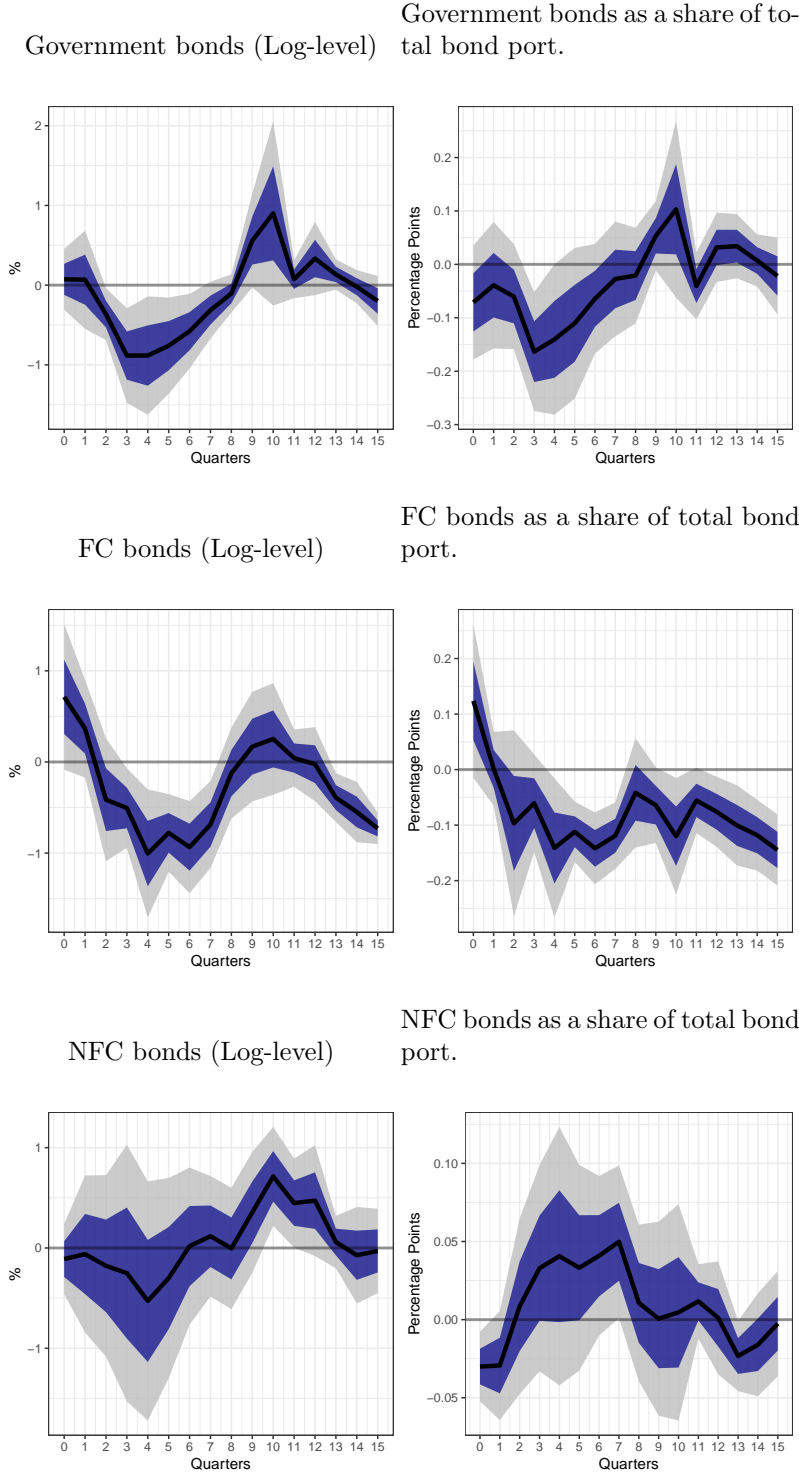 Government bonds (Log-level)
Government bonds as a share of to-
tal bond port.
%
2
1
0
−1
0 1 2 3 4 5 6 7 8 9 10 11 12 13 14 15
Quarters
Percentage Points
0.2
0.1
0.0
−0.1
−0.2
−0.3
0 1 2 3 4 5 6 7 8 9 10 11 12 13 14 15
Quarters
FC bonds (Log-level)
FC bonds as a share of total bond
port.
%
1
0
−1
0 1 2 3 4 5 6 7 8 9 10 11 12 13 14 15
Quarters
Percentage Points
0.2
0.1
0.0
−0.1
−0.2
0 1 2 3 4 5 6 7 8 9 10 11 12 13 14 15
Quarters
NFC bonds (Log-level)
NFC bonds as a share of total bond
port.
%
1
0
−1
0 1 2 3 4 5 6 7 8 9 10 11 12 13 14 15
Quarters
Percentage Points
0.10
0.05
0.00
−0.05
0 1 2 3 4 5 6 7 8 9 10 11 12 13 14 15
Quarters